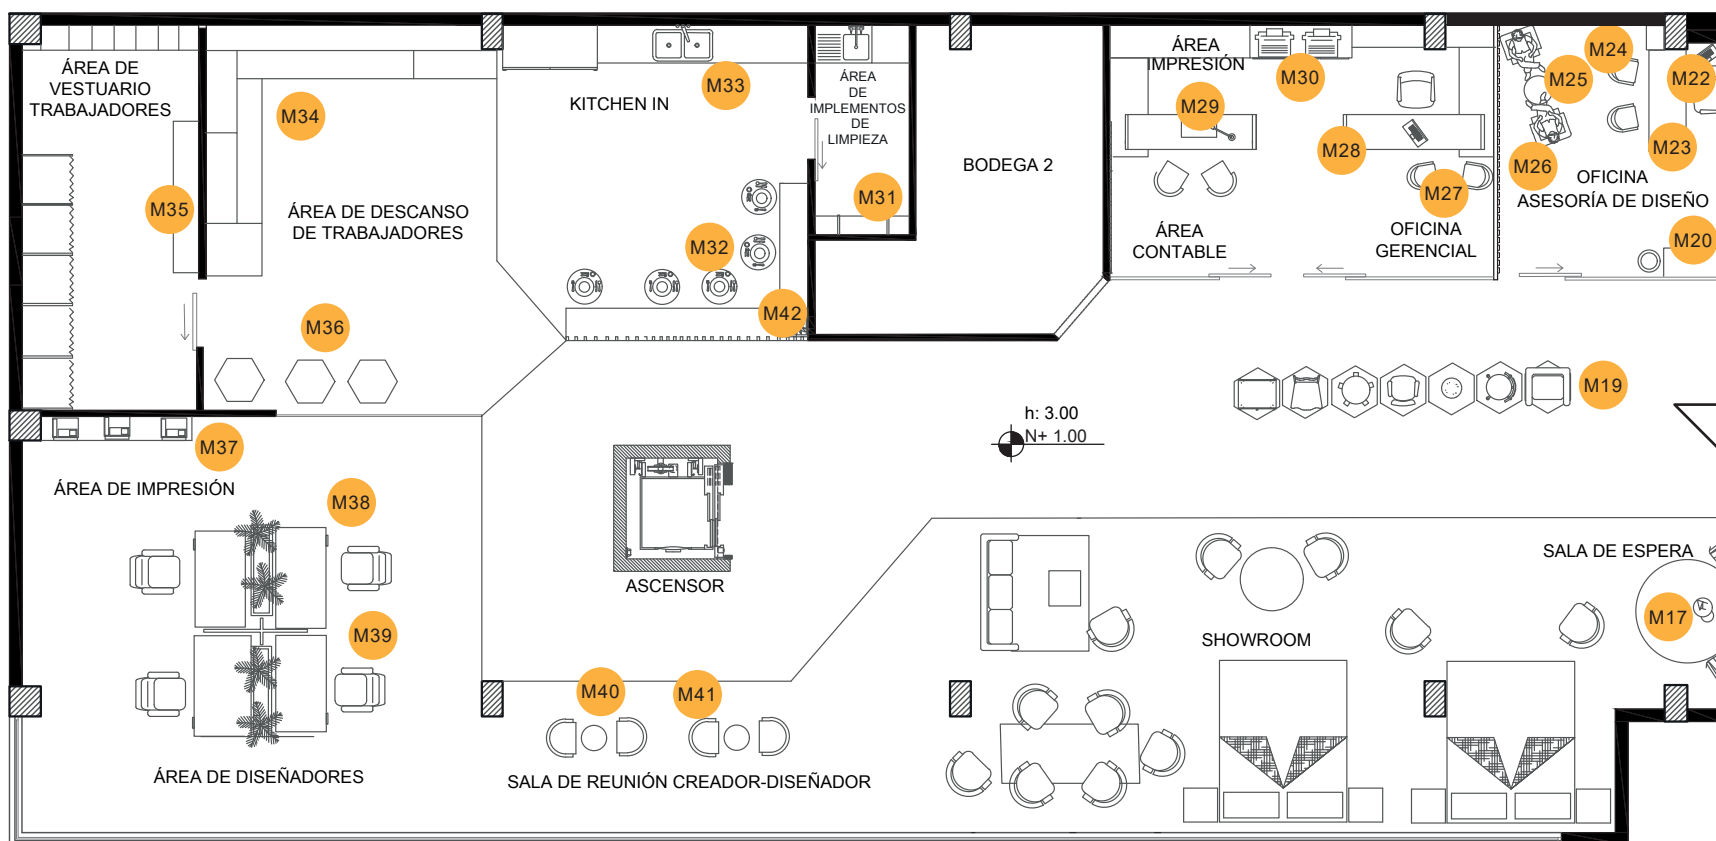 ÁREA DE
VESTUARIO
TRABAJADORES
M35
M34
ÁREA DE DESCANSO
DE TRABAJADORES
M36
KITCHEN IN
M33
M32
M42
ÁREA
DE
IMPLEMENTOS
DE
LIMPIEZA
M31
BODEGA 2
ÁREA
IMPRESIÓN
M30
M29
M28
M27
ÁREA
CONTABLE
OFICINA
GERENCIAL
M24
M25
M22
M23
M26
OFICINA
ASESORÍA DE DISEÑO
M20
M19
h: 3.00
N+ 1.00
M37
ÁREA DE IMPRESIÓN
M38
M39
ÁREA DE DISEÑADORES
ASCENSOR
M40
M41
SALA DE REUNIÓN CREADOR-DISEÑADOR
SHOWROOM
SALA DE ESPERA
M17